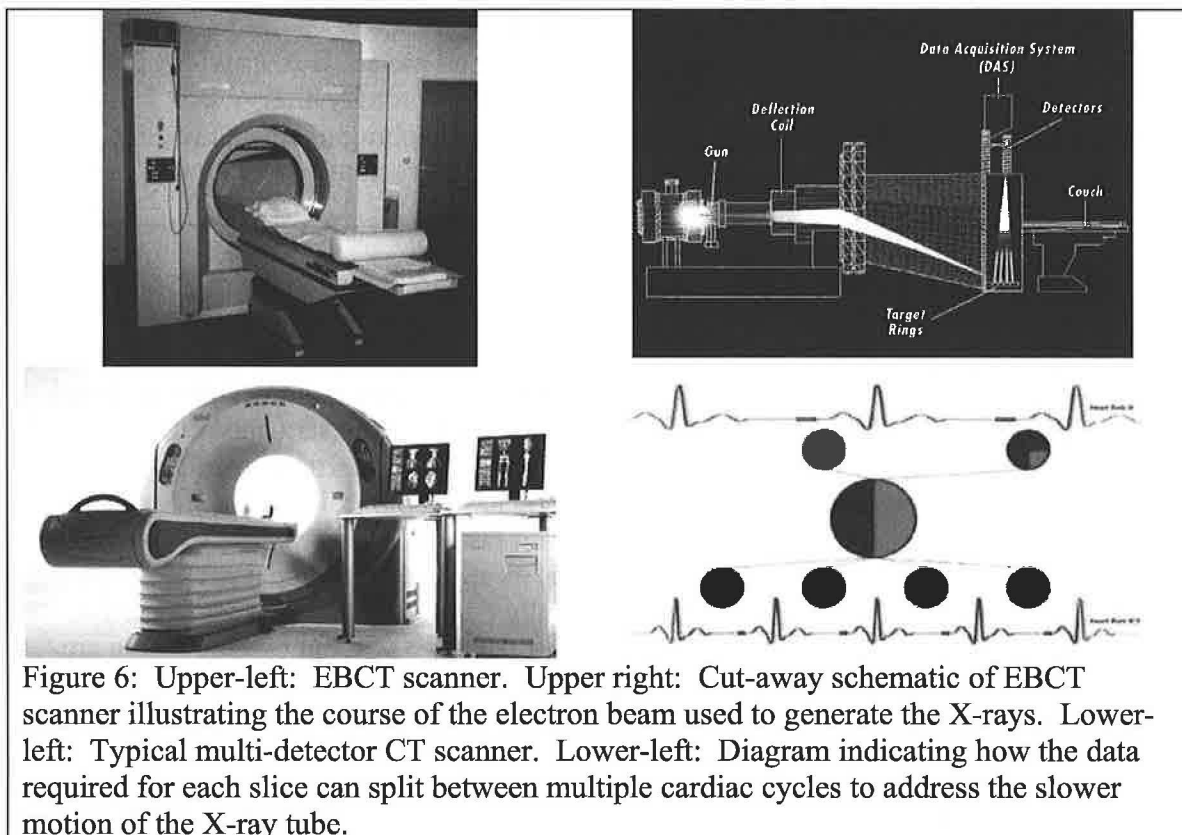 Data Acquisition System
(DAS)
Deflection
Coil
Detectors
Gun
Couch
Target
Rings
Figure 6: Upper-left: EBCT scanner. Upper right: Cut-away schematic of EBCT
scanner illustrating the course of the electron beam used to generate the X-rays. Lower-
left: Typical multi-detector CT scanner. Lower-left: Diagram indicating how the data
required for each slice can split between multiple cardiac cycles to address the slower
motion of the X-ray tube.